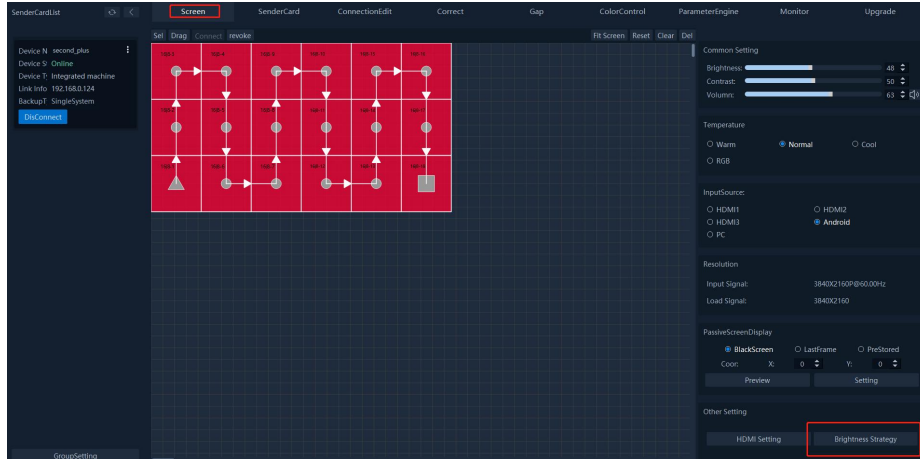 SenderCardList
Screen SenderCard ConnectionEdit Correct Gap ColorControl ParameterEngine Monitor Upgrade
Sel Drag Connect revoke Fit Screen Reset Clear Del
Device N second_plus
Device S Online
Device T Integrated machine
Link Info 192.168.0.124
BackupT SingleSystem
DisConnect
GroupSetting
Common Setting
Brightness: 48
Contrast: 50
Volumn: 63
Temperature
Warm Normal Cool
RGB
InputSource:
HDMI1 HDMI2
HDMI3 Android
PC
Resolution
Input Signal: 3840X2160P@60.00Hz
Load Signal: 3840X2160
PassiveScreenDisplay
BlackScreen LastFrame PreStored
Coor: X: 0 Y: 0
Preview Setting
Other Setting
HDMI Setting Brightness Strategy